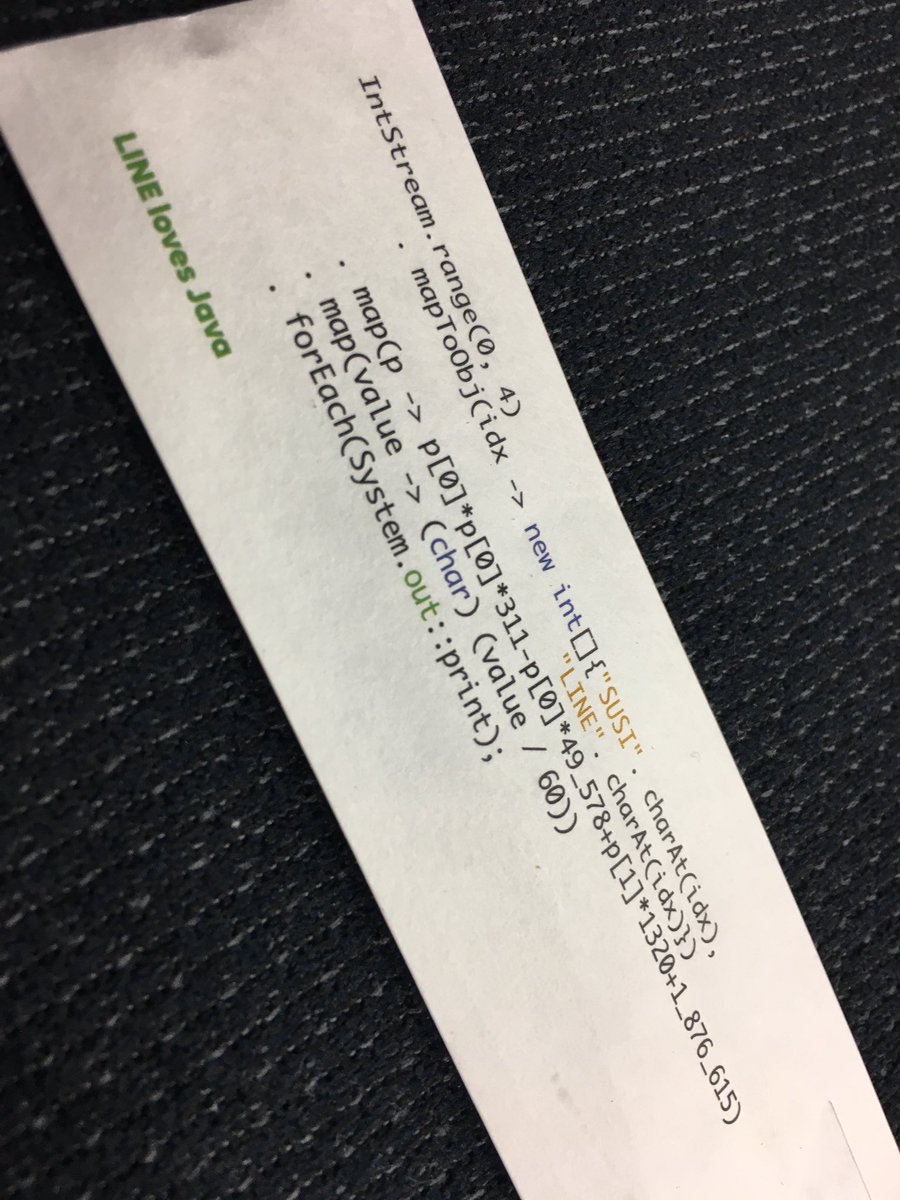 IntStream.range(0, 4)
. mapToObj(idx -> new int[]{"SUSI". charAt(idx),
"LINE". charAt(idx)})
. map(p -> p[0]*p[0]*311-p[0]*49_578+p[1]*1320+1_876_615)
. map(value -> (char) (value / 60))
. forEach(System.out::print);
LINE loves Java